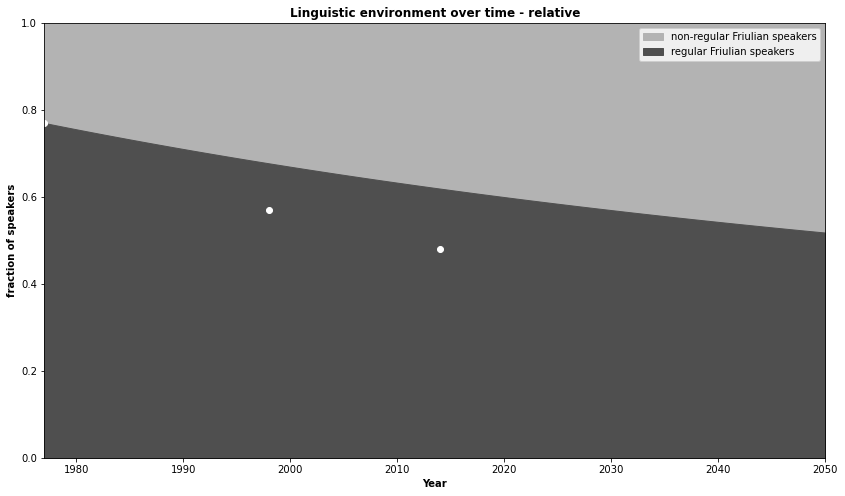 Linguistic environment over time - relative
non-regular Friulian speakers
regular Friulian speakers
fraction of speakers
1.0
0.8
0.6
0.4
0.2
0.0
1980 1990 2000 2010 2020 2030 2040 2050
Year